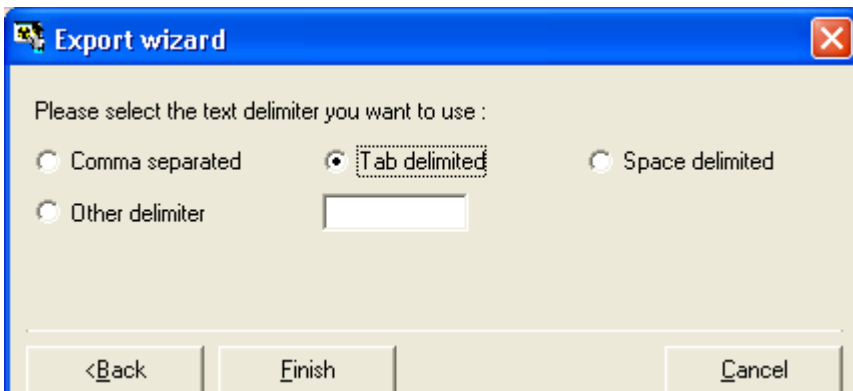 Export wizard
Please select the text delimiter you want to use :
Comma separated Tab delimited Space delimited
Other delimiter
<Back Finish Cancel